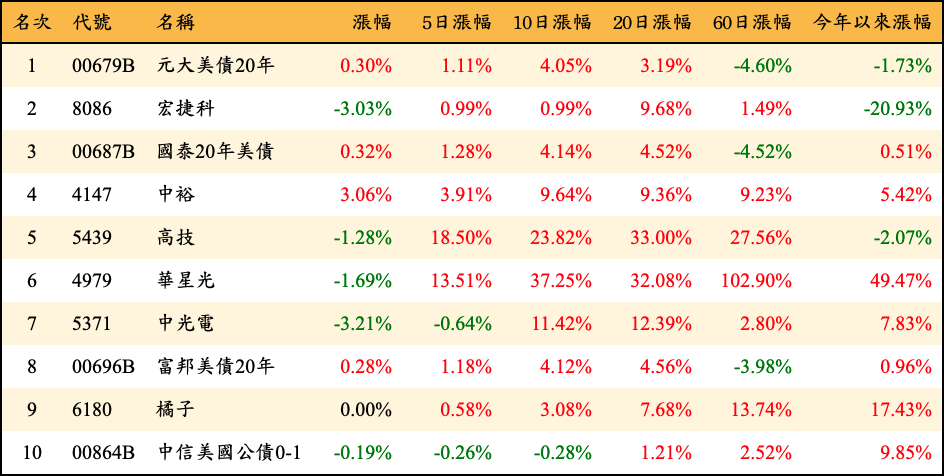 名次 代號 名稱 漲幅 5日漲幅 10日漲幅 20日漲幅 60日漲幅 今年以來漲幅
1 00679B 元大美債20年 0.30% 1.11% 4.05% 3.19% -4.60% -1.73%
2 8086 宏捷科 -3.03% 0.99% 0.99% 9.68% 1.49% -20.93%
3 00687B 國泰20年美債 0.32% 1.28% 4.14% 4.52% -4.52% 0.51%
4 4147 中裕 3.06% 3.91% 9.64% 9.36% 9.23% 5.42%
5 5439 高技 -1.28% 18.50% 23.82% 33.00% 27.56% -2.07%
6 4979 華星光 -1.69% 13.51% 37.25% 32.08% 102.90% 49.47%
7 5371 中光電 -3.21% -0.64% 11.42% 12.39% 2.80% 7.83%
8 00696B 富邦美債20年 0.28% 1.18% 4.12% 4.56% -3.98% 0.96%
9 6180 橘子 0.00% 0.58% 3.08% 7.68% 13.74% 17.43%
10 00864B 中信美國公債0-1 -0.19% -0.26% -0.28% 1.21% 2.52% 9.85%